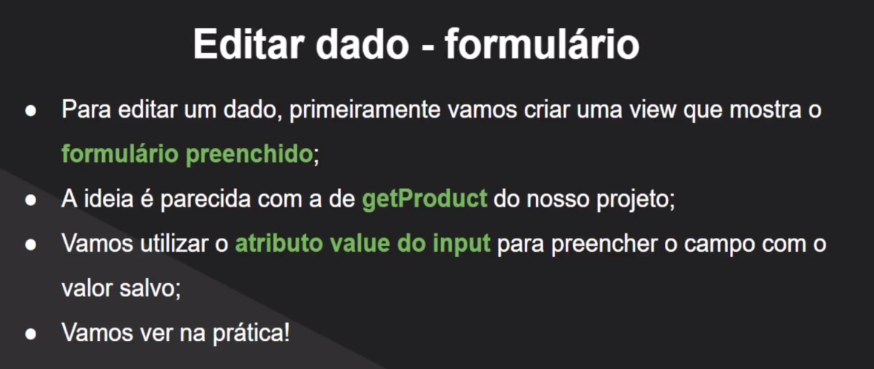 Editar dado - formulário
● Para editar um dado, primeiramente vamos criar uma view que mostra o
formulário preenchido;
● A ideia é parecida com a de getProduct do nosso projeto;
● Vamos utilizar o atributo value do input para preencher o campo com o
valor salvo;
● Vamos ver na prática!